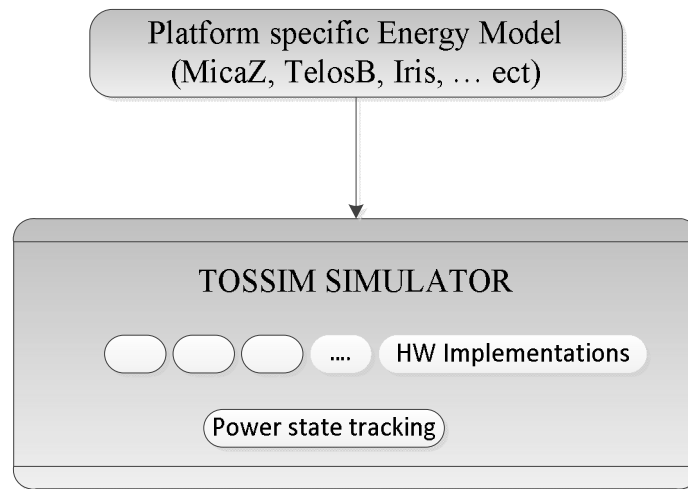 Platform specific Energy Model
(MicaZ, TelosB, Iris, … ect)
TOSSIM SIMULATOR
.... HW Implementations
Power state tracking